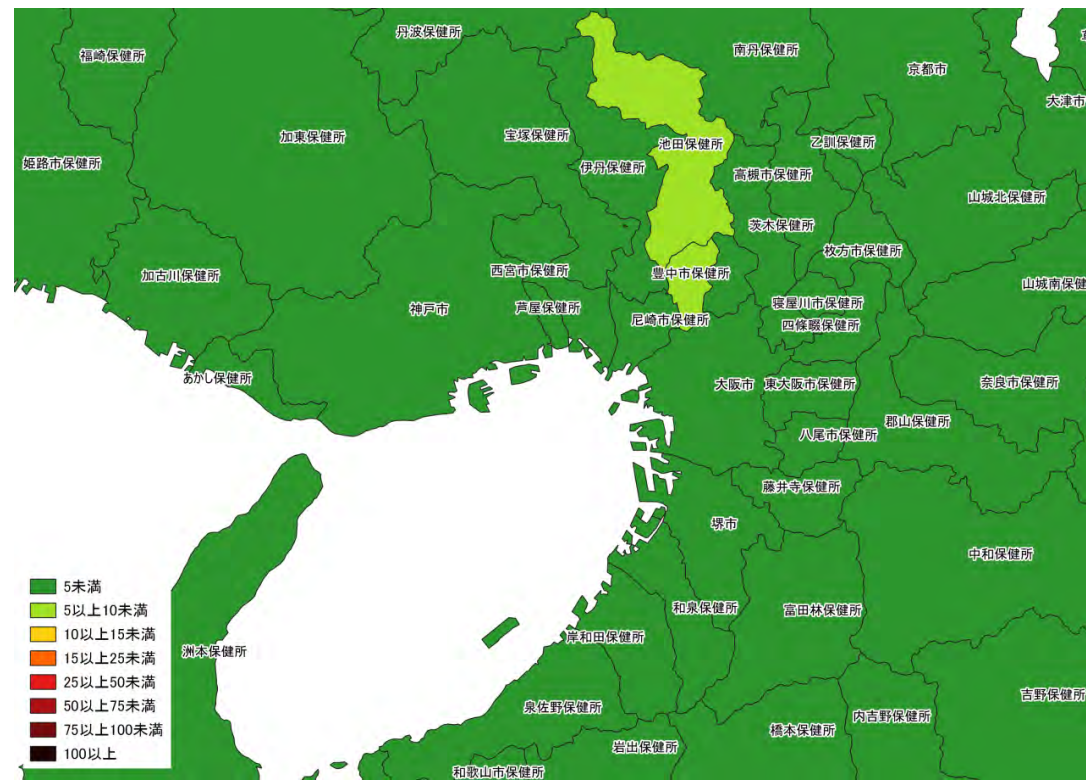 丹波保健所
南丹保健所
福崎保健所
京都市
大津市
加東保健所
宝塚保健所
池田保健所
乙訓保健所
姫路市保健所
伊丹保健所
高槻市保健所
山城北保健所
茨木保健所
枚方市保健所
加古川保健所
西宮市保健所
豊中市保健所
山城南保健
神戸市
芦屋保健所
尼崎市保健所
寝屋川市保健所
四條畷保健所
あかし保健所
大阪市
東大阪市保健所
奈良市保健所
郡山保健所
八尾市保健所
藤井寺保健所
堺市
中和保健所
和泉保健所
富田林保健所
岸和田保健所
洲本保健所
吉野保健所
泉佐野保健所
内吉野保健所
橋本保健所
岩出保健所
和歌山市保健所
5未満
5以上10未満
10以上15未満
15以上25未満
25以上50未満
50以上75未満
75以上100未満
100以上